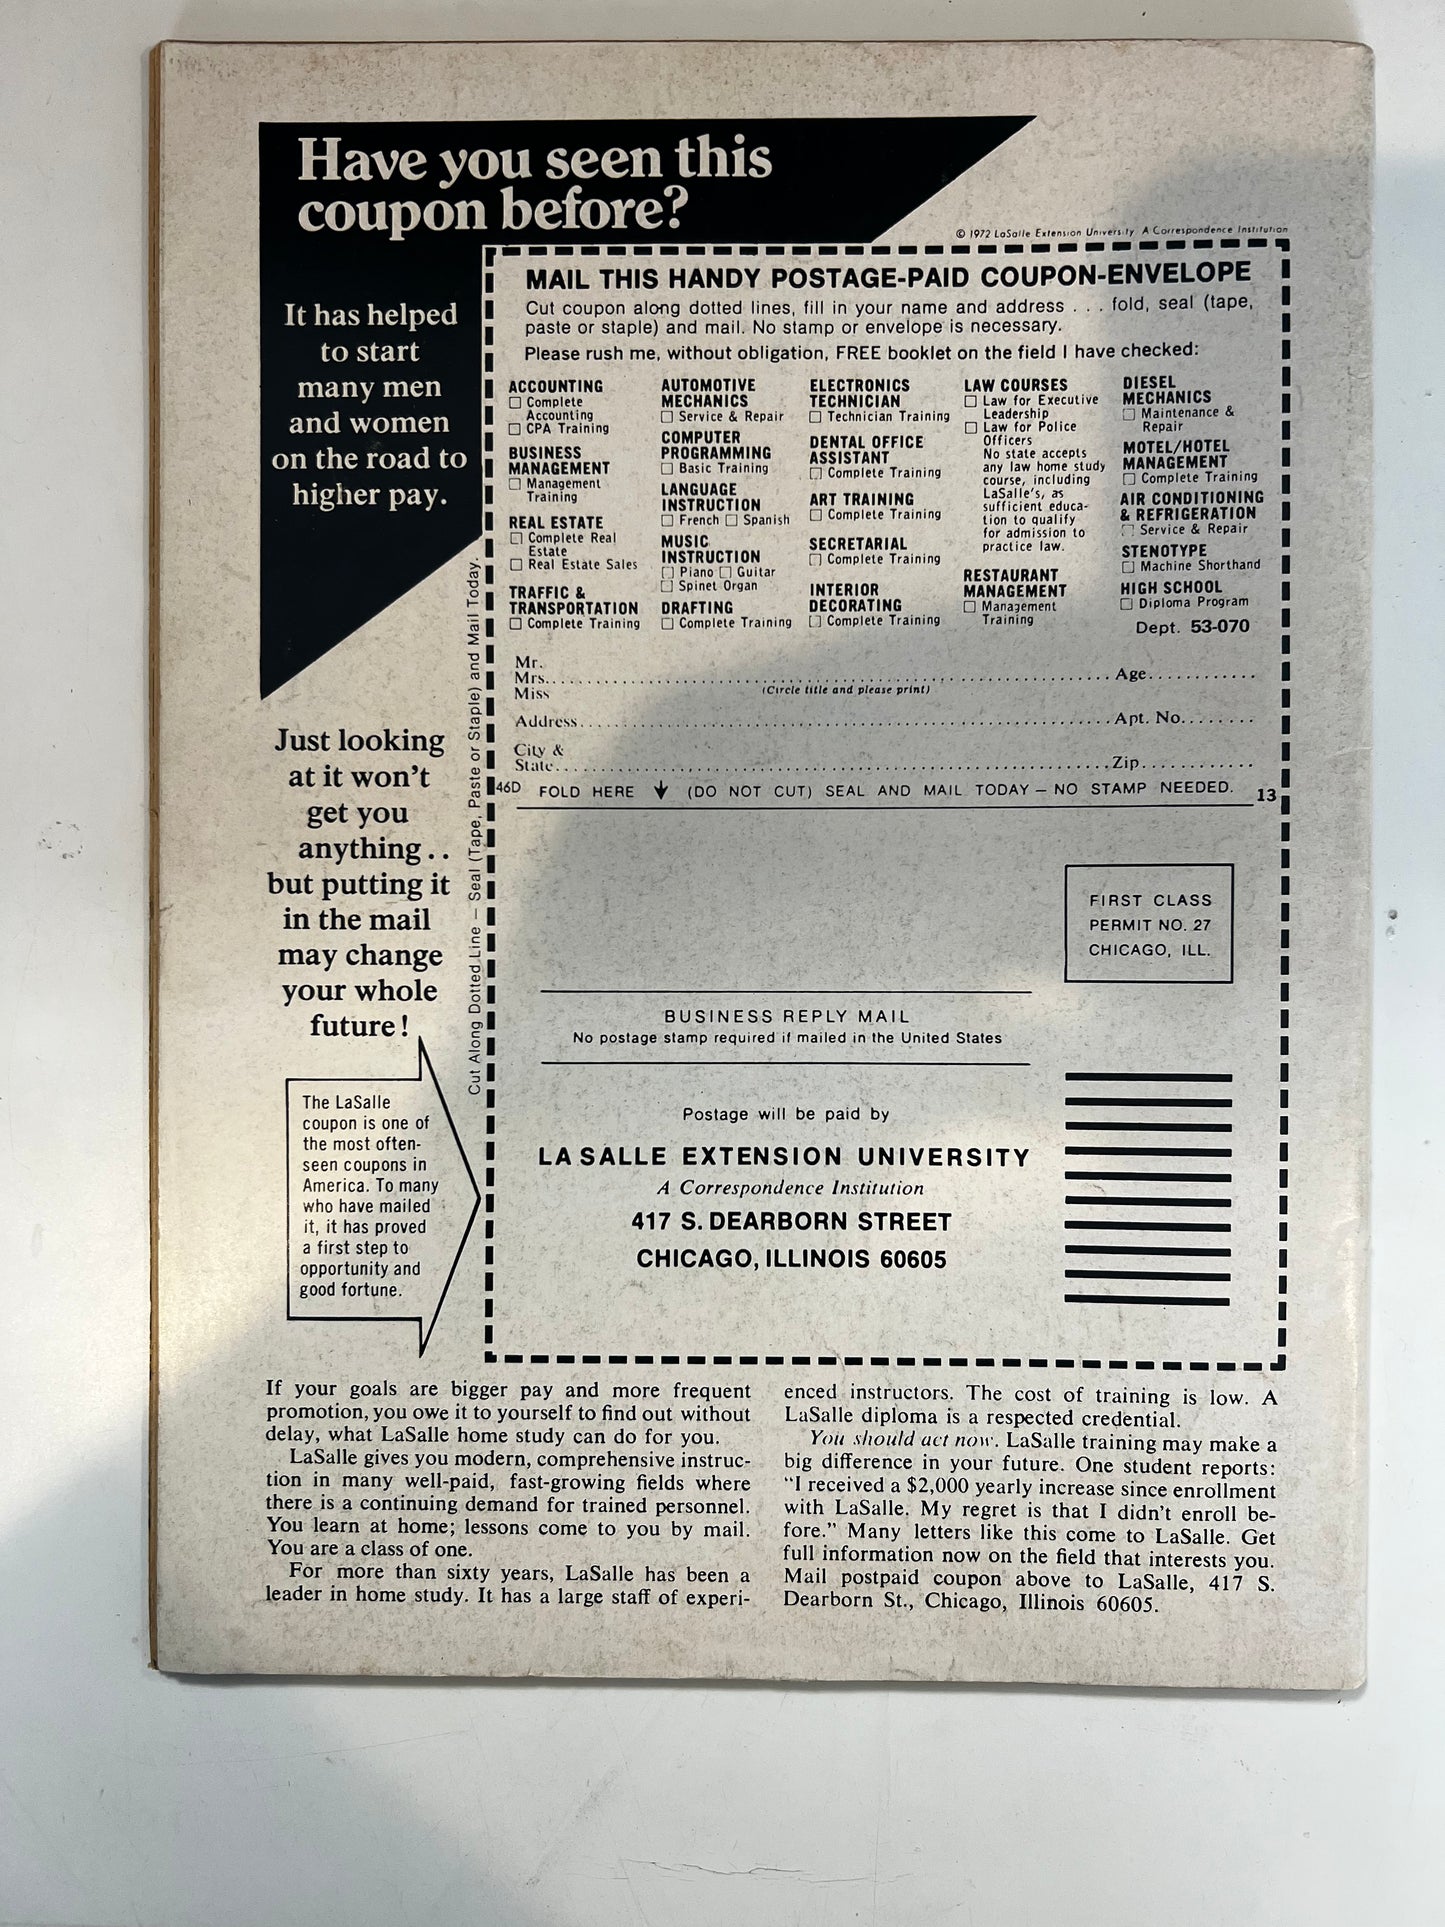 Have you seen this
coupon before?
© 1972 LaSalle Extension University A Correspondence Institution
It has helped
to start
many men
and women
on the road to
higher pay.
Just looking
at it won't
get you
anything . .
but putting it
in the mail
may change
your whole
future!
The LaSalle
coupon is one of
the most often-
seen coupons in
America. To many
who have mailed
it, it has proved
a first step to
opportunity and
good fortune.
Cut Along Dotted Line — Seal (Tape, Paste or Staple) and Mail Today.
MAIL THIS HANDY POSTAGE-PAID COUPON-ENVELOPE
Cut coupon along dotted lines, fill in your name and address . . . fold, seal (tape,
paste or staple) and mail. No stamp or envelope is necessary.
Please rush me, without obligation, FREE booklet on the field I have checked:
ACCOUNTING
☐ Complete
Accounting
☐ CPA Training
BUSINESS
MANAGEMENT
☐ Management
Training
REAL ESTATE
☐ Complete Real
Estate
☐ Real Estate Sales
TRAFFIC &
TRANSPORTATION
☐ Complete Training
AUTOMOTIVE
MECHANICS
☐ Service & Repair
COMPUTER
PROGRAMMING
☐ Basic Training
LANGUAGE
INSTRUCTION
☐ French ☐ Spanish
MUSIC
INSTRUCTION
☐ Piano ☐ Guitar
☐ Spinet Organ
DRAFTING
☐ Complete Training
ELECTRONICS
TECHNICIAN
☐ Technician Training
DENTAL OFFICE
ASSISTANT
☐ Complete Training
ART TRAINING
☐ Complete Training
SECRETARIAL
☐ Complete Training
INTERIOR
DECORATING
☐ Complete Training
LAW COURSES
☐ Law for Executive
Leadership
☐ Law for Police
Officers
No state accepts
any law home study
course, including
LaSalle's, as
sufficient educa-
tion to qualify
for admission to
practice law.
RESTAURANT
MANAGEMENT
☐ Management
Training
DIESEL
MECHANICS
☐ Maintenance &
Repair
MOTEL/HOTEL
MANAGEMENT
☐ Complete Training
AIR CONDITIONING
& REFRIGERATION
☐ Service & Repair
STENOTYPE
☐ Machine Shorthand
HIGH SCHOOL
☐ Diploma Program
Dept. 53-070
Mr.
Mrs. Age
Miss (Circle title and please print)
Address Apt. No.
City &
State Zip
46D FOLD HERE ↓ (DO NOT CUT) SEAL AND MAIL TODAY — NO STAMP NEEDED. 13
FIRST CLASS
PERMIT NO. 27
CHICAGO, ILL.
BUSINESS REPLY MAIL
No postage stamp required if mailed in the United States
Postage will be paid by
LA SALLE EXTENSION UNIVERSITY
A Correspondence Institution
417 S. DEARBORN STREET
CHICAGO, ILLINOIS 60605
If your goals are bigger pay and more frequent
promotion, you owe it to yourself to find out without
delay, what LaSalle home study can do for you.
LaSalle gives you modern, comprehensive instruc-
tion in many well-paid, fast-growing fields where
there is a continuing demand for trained personnel.
You learn at home; lessons come to you by mail.
You are a class of one.
For more than sixty years, LaSalle has been a
leader in home study. It has a large staff of experi-
enced instructors. The cost of training is low. A
LaSalle diploma is a respected credential.
You should act now. LaSalle training may make a
big difference in your future. One student reports:
"I received a $2,000 yearly increase since enrollment
with LaSalle. My regret is that I didn't enroll be-
fore." Many letters like this come to LaSalle. Get
full information now on the field that interests you.
Mail postpaid coupon above to LaSalle, 417 S.
Dearborn St., Chicago, Illinois 60605.